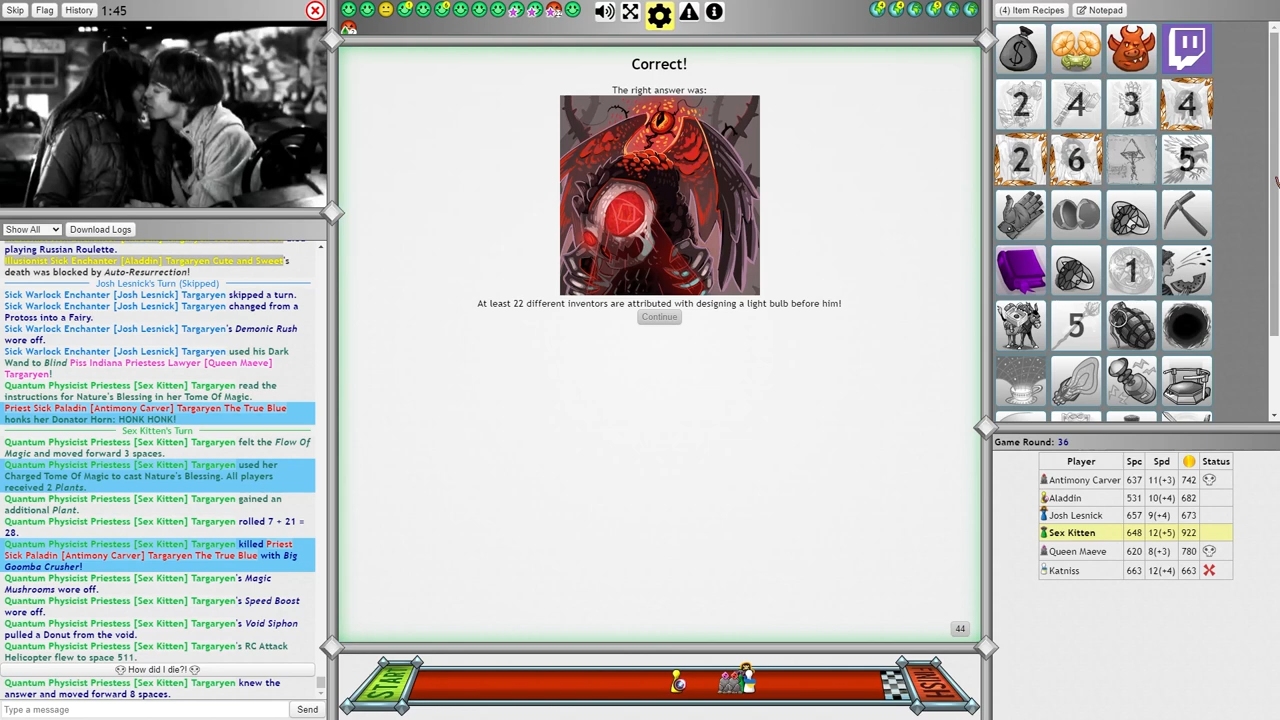 Skip
Flag
History
1:45
(4) Item Recipes
Notepad
Correct!
The right answer was:
At least 22 different inventors are attributed with designing a light bulb before him!
Continue
44
START
FINISH
Show All
Download Logs
playing Russian Roulette.
Illusionist Sick Enchanter [Aladdin] Targaryen Cute and Sweet's
death was blocked by Auto-Resurrection!
Josh Lesnick's Turn (Skipped)
Sick Warlock Enchanter [Josh Lesnick] Targaryen skipped a turn.
Sick Warlock Enchanter [Josh Lesnick] Targaryen changed from a
Protoss into a Fairy.
Sick Warlock Enchanter [Josh Lesnick] Targaryen's Demonic Rush
wore off.
Sick Warlock Enchanter [Josh Lesnick] Targaryen used his Dark
Wand to Blind Piss Indiana Priestess Lawyer [Queen Maeve]
Targaryen!
Quantum Physicist Priestess [Sex Kitten] Targaryen read the
instructions for Nature's Blessing in her Tome Of Magic.
Priest Sick Paladin [Antimony Carver] Targaryen The True Blue
honks her Donator Horn: HONK HONK!
Sex Kitten's Turn
Quantum Physicist Priestess [Sex Kitten] Targaryen felt the Flow Of
Magic and moved forward 3 spaces.
Quantum Physicist Priestess [Sex Kitten] Targaryen used her
Charged Tome Of Magic to cast Nature's Blessing. All players
received 2 Plants.
Quantum Physicist Priestess [Sex Kitten] Targaryen gained an
additional Plant.
Quantum Physicist Priestess [Sex Kitten] Targaryen rolled 7 + 21 =
28.
Quantum Physicist Priestess [Sex Kitten] Targaryen killed Priest
Sick Paladin [Antimony Carver] Targaryen The True Blue with Big
Goomba Crusher!
Quantum Physicist Priestess [Sex Kitten] Targaryen's Magic
Mushrooms wore off.
Quantum Physicist Priestess [Sex Kitten] Targaryen's Speed Boost
wore off.
Quantum Physicist Priestess [Sex Kitten] Targaryen's Void Siphon
pulled a Donut from the void.
Quantum Physicist Priestess [Sex Kitten] Targaryen's RC Attack
Helicopter flew to space 511.
How did I die?!
Quantum Physicist Priestess [Sex Kitten] Targaryen knew the
answer and moved forward 8 spaces.
Type a message
Send
2 4 3 4
2 6 5
1
5
Game Round: 36
Player Spc Spd Status
Antimony Carver 637 11(+3) 742
Aladdin 531 10(+4) 682
Josh Lesnick 657 9(+4) 673
Sex Kitten 648 12(+5) 922
Queen Maeve 620 8(+3) 780
Katniss 663 12(+4) 663